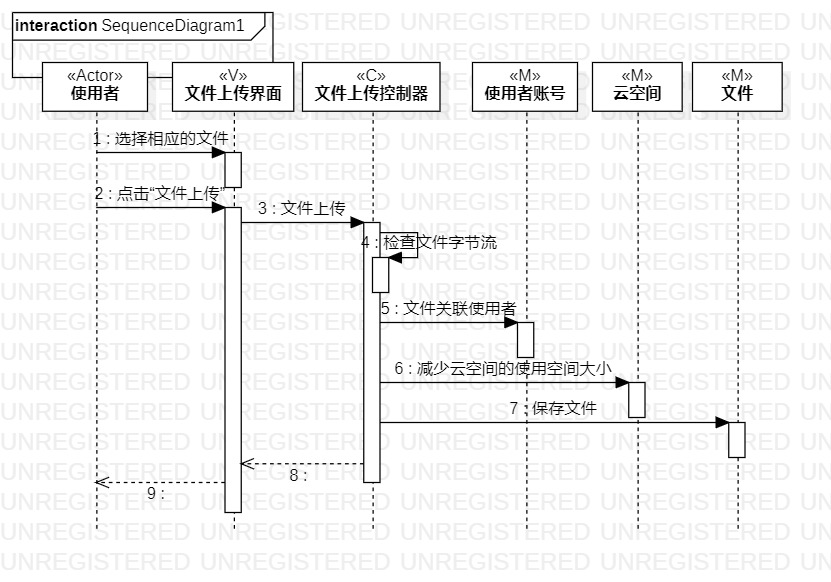 interaction SequenceDiagram1
«Actor»
使用者
«V»
文件上传界面
«C»
文件上传控制器
«M»
使用者账号
«M»
云空间
«M»
文件
1 : 选择相应的文件
2 : 点击“文件上传”
3 : 文件上传
4 : 检查文件字节流
5 : 文件关联使用者
6 : 减少云空间的使用空间大小
7 : 保存文件
8 :
9 :
UNREGISTERED